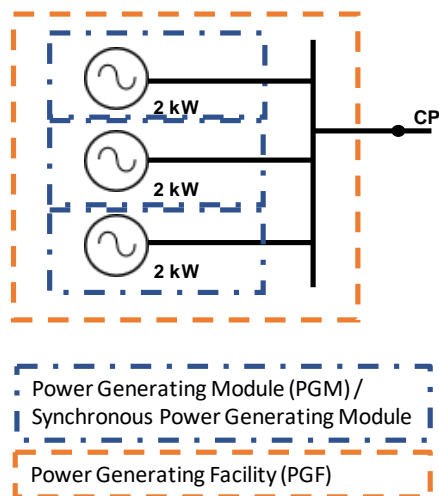 2 kW
CP
2 kW
2 kW
Power Generating Module (PGM) /
Synchronous Power Generating Module
Power Generating Facility (PGF)